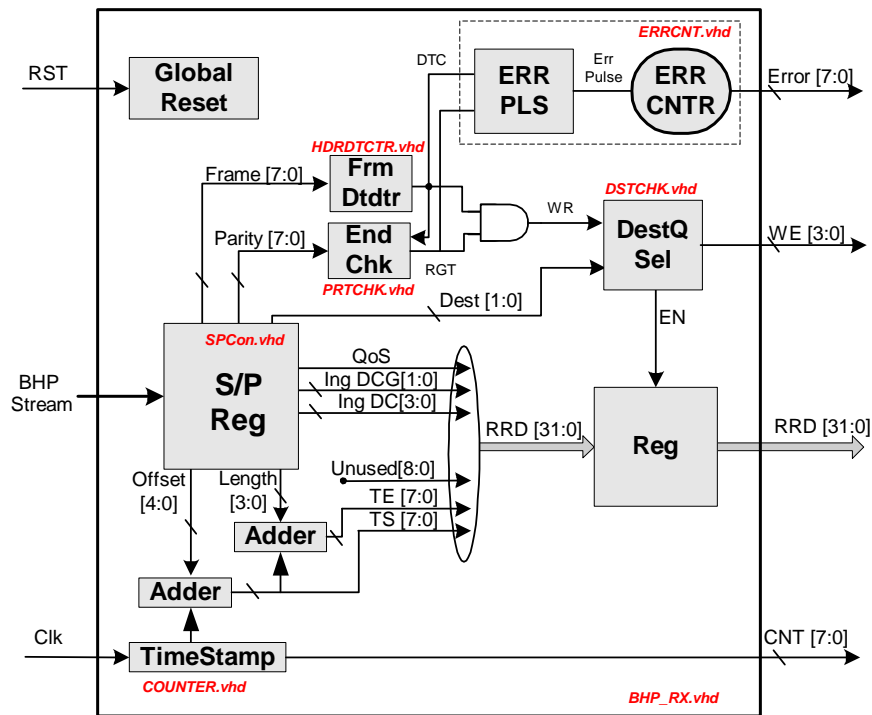 ERRCNT.vhd
RST
Global
Reset
DTC
ERR
PLS
Err
Pulse
ERR
CNTR
Error [7:0]
HDRDTCTR.vhd
Frame [7:0]
Frm
Dtdtr
DSTCHK.vhd
WR
DestQ
Sel
WE [3:0]
Parity [7:0]
End
Chk
RGT
PRTCHK.vhd
Dest [1:0]
EN
SPCon.vhd
S/P
Reg
BHP
Stream
QoS
Ing DCG[1:0]
Ing DC[3:0]
RRD [31:0]
Reg
RRD [31:0]
Offset
[4:0]
Length
[3:0]
Unused[8:0]
TE [7:0]
TS [7:0]
Adder
Adder
Clk
TimeStamp
CNT [7:0]
COUNTER.vhd
BHP_RX.vhd